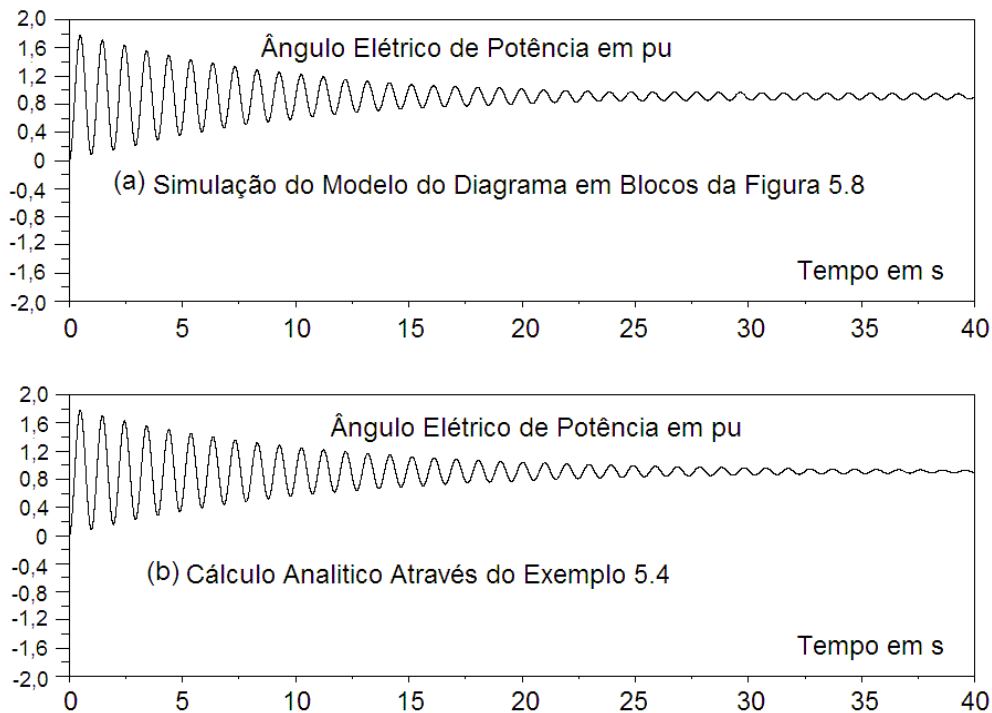 2,0
1,6
1,2
0,8
0,4
0
-0,4
-0,8
-1,2
-1,6
-2,0
Ângulo Elétrico de Potência em pu
(a) Simulação do Modelo do Diagrama em Blocos da Figura 5.8
Tempo em s
0 5 10 15 20 25 30 35 40
2,0
1,6
1,2
0,8
0,4
0
-0,4
-0,8
-1,2
-1,6
-2,0
Ângulo Elétrico de Potência em pu
(b) Cálculo Analitico Através do Exemplo 5.4
Tempo em s
0 5 10 15 20 25 30 35 40